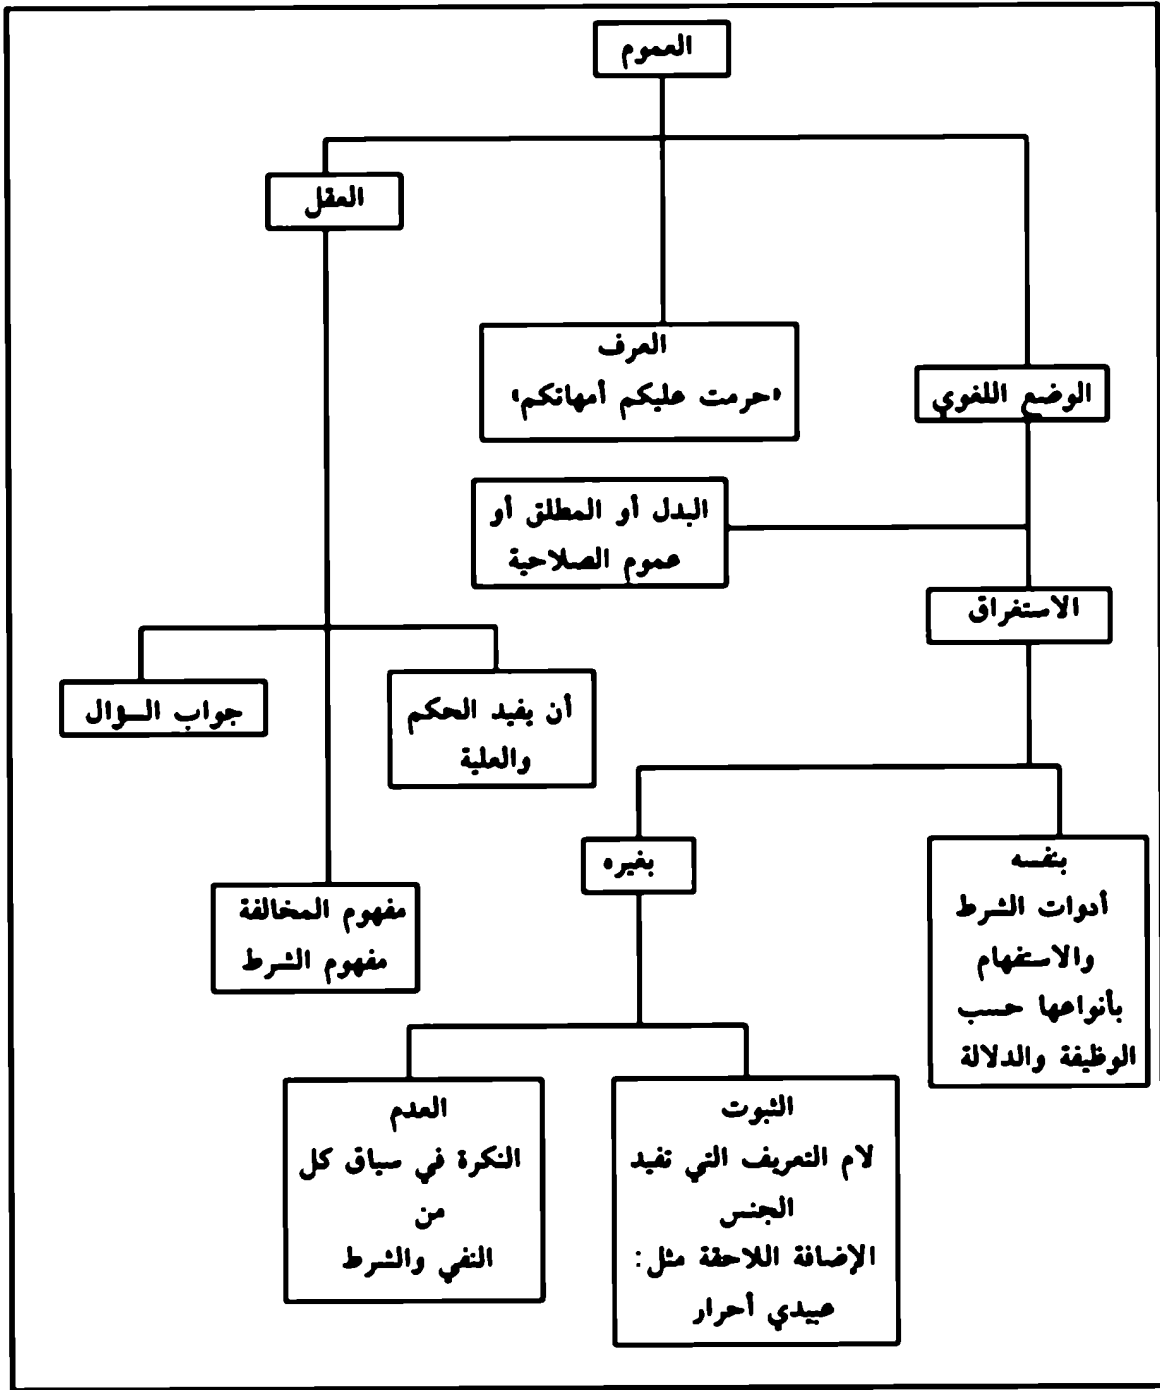 العموم
العقل
العرف
«حرمت عليكم أمهاتكم»
الوضع اللغوي
البدل أو المطلق أو
عموم الصلاحية
الاستغراق
جواب السؤال
أن يفيد الحكم
والعلية
بغيره
بنفسه
أدوات الشرط
والاستفهام
بأنواعها حسب
الوظيفة والدلالة
مفهوم المخالفة
مفهوم الشرط
الثبوت
لام التعريف التي تفيد
الجنس
الإضافة اللاحقة مثل:
عبيدي أحرار
العدم
النكرة في سياق كل
من
النفي والشرط